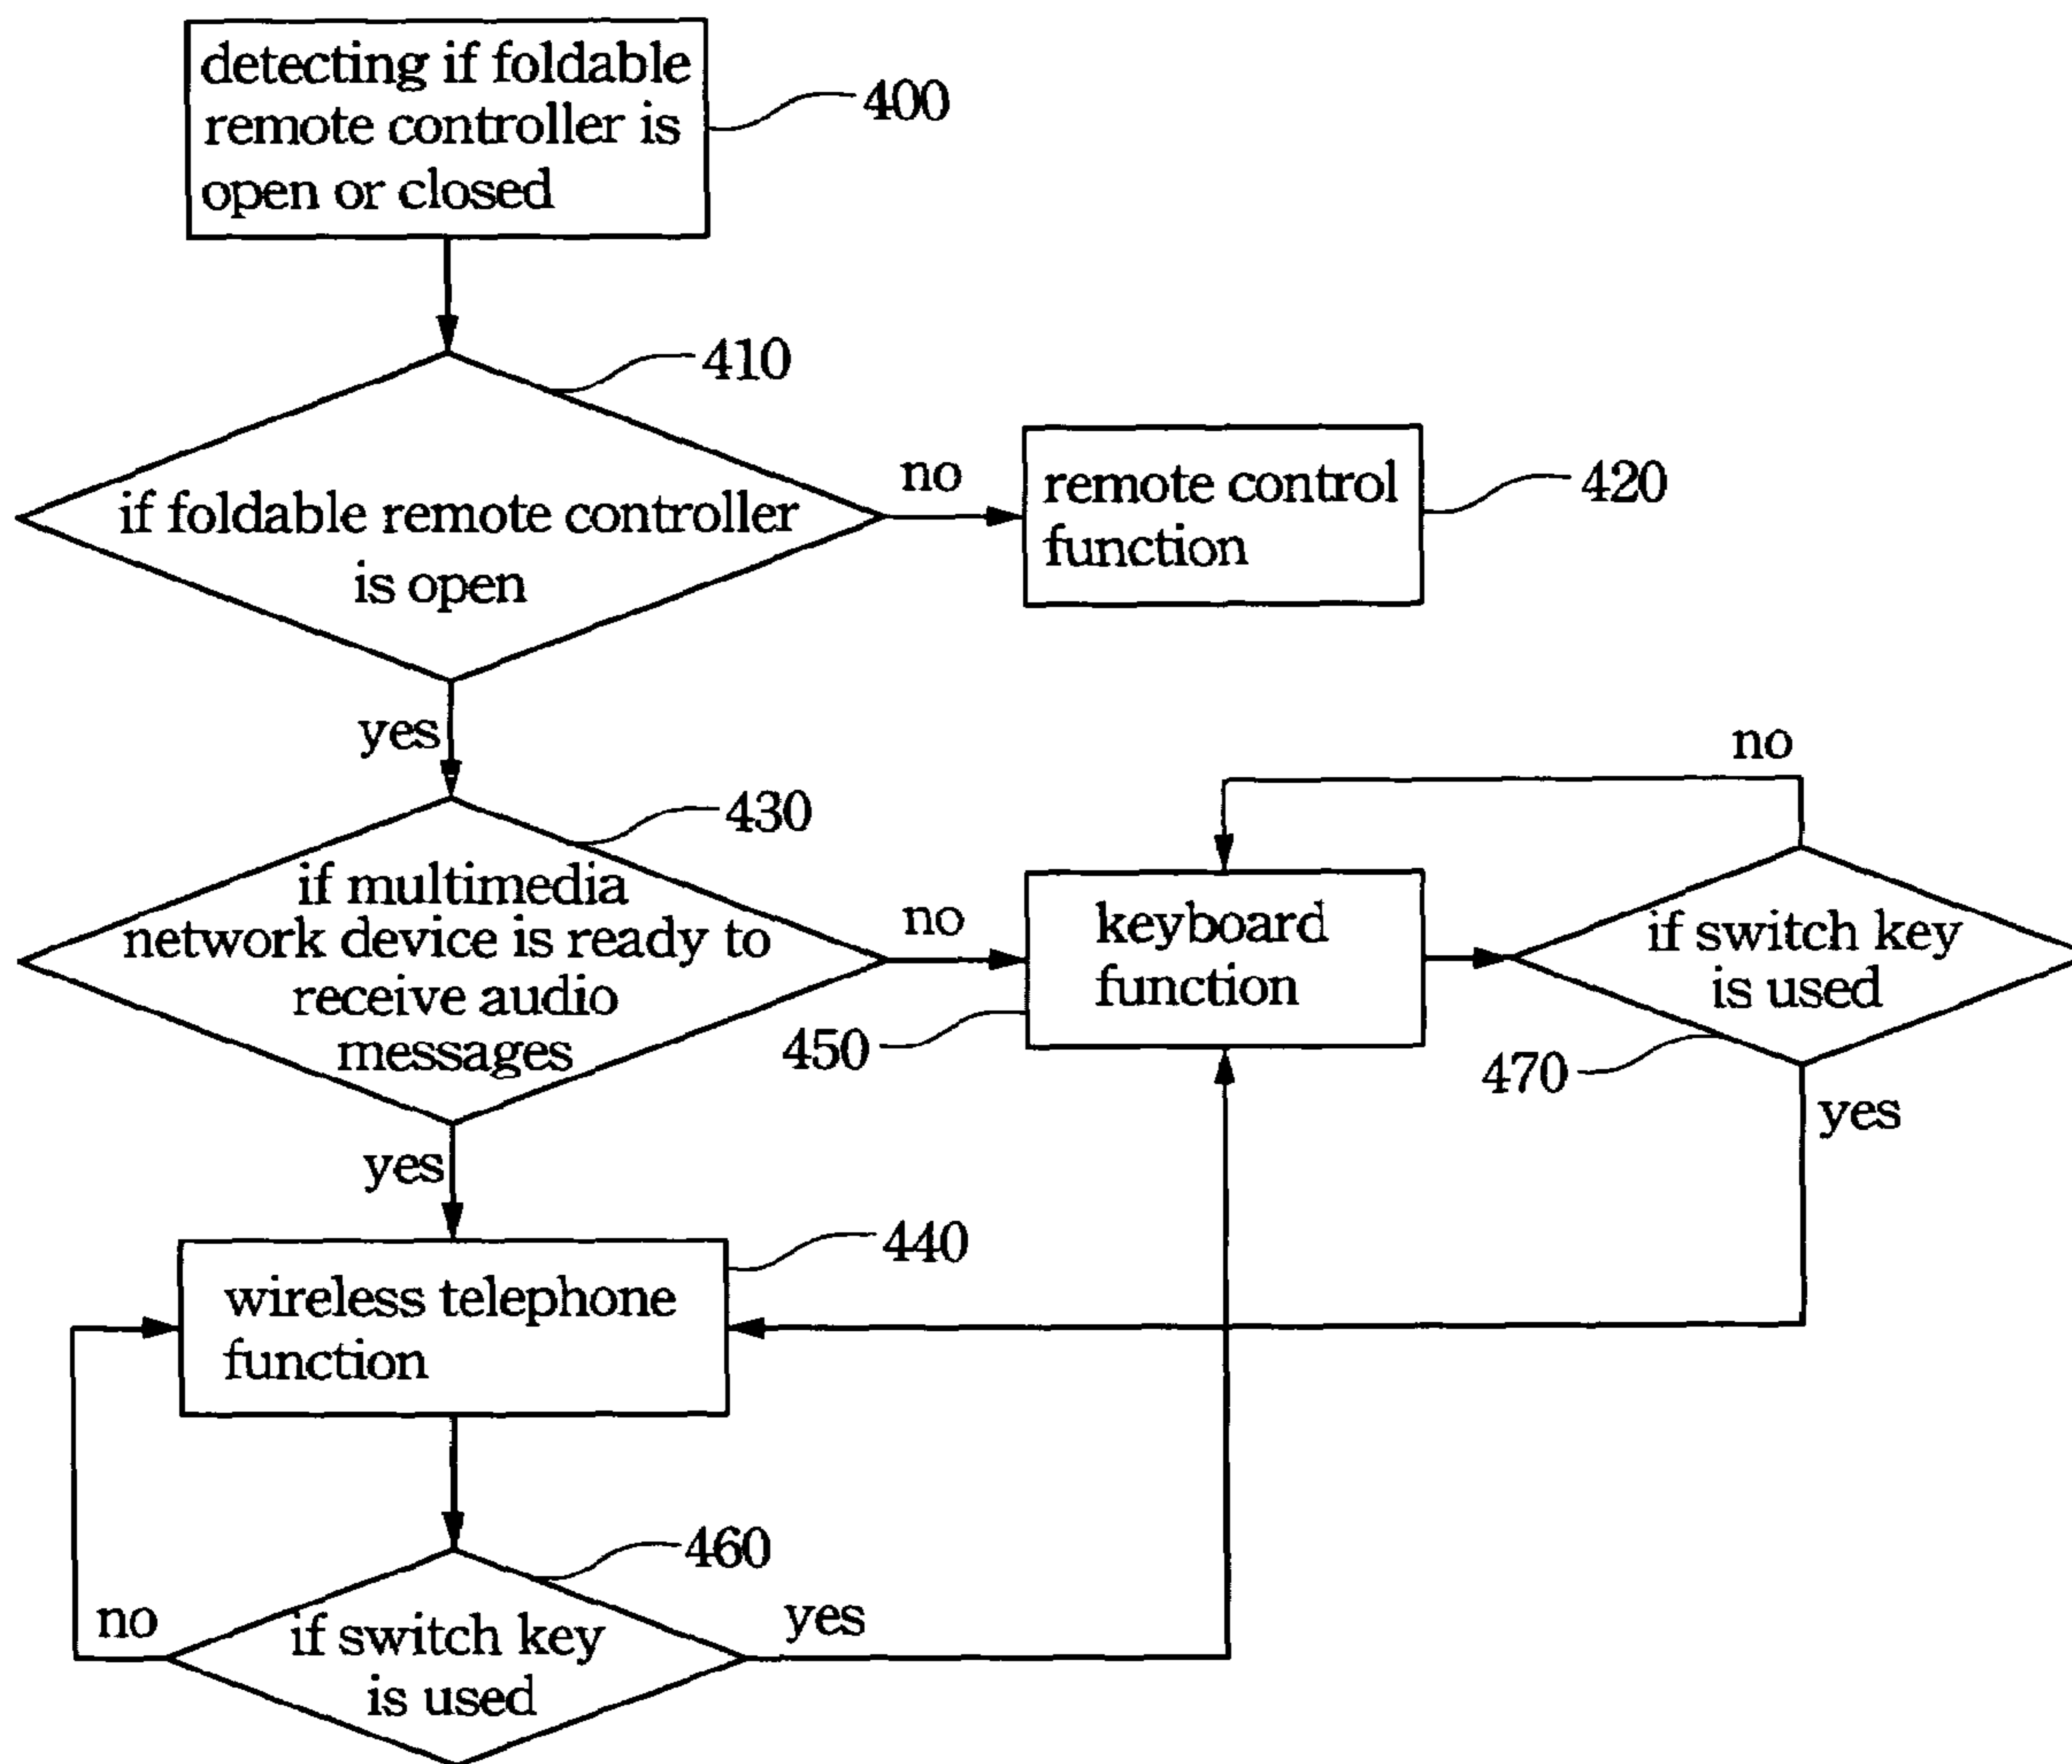 detecting if foldable
remote controller is
open or closed
400
410
if foldable remote controller
is open
no
remote control
function
420
yes
430
if multimedia
network device is ready to
receive audio
messages
no
keyboard
function
450
no
if switch key
is used
470
yes
yes
440
wireless telephone
function
460
no
if switch key
is used
yes